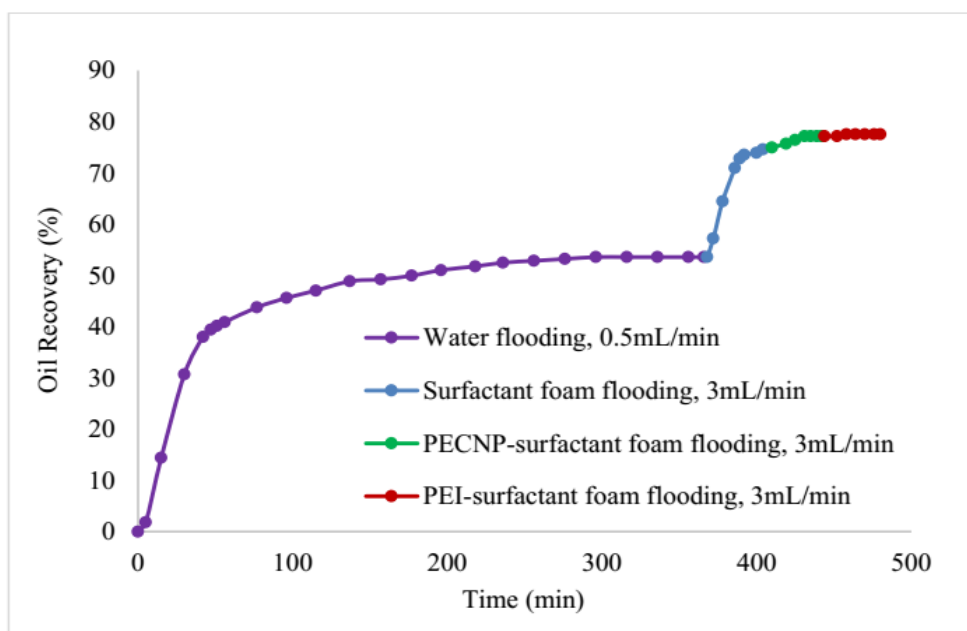 90
80
70
60
50
40
30
20
10
0
Oil Recovery (%)
Water flooding, 0.5mL/min
Surfactant foam flooding, 3mL/min
PECNP-surfactant foam flooding, 3mL/min
PEI-surfactant foam flooding, 3mL/min
0 100 200 300 400 500
Time (min)